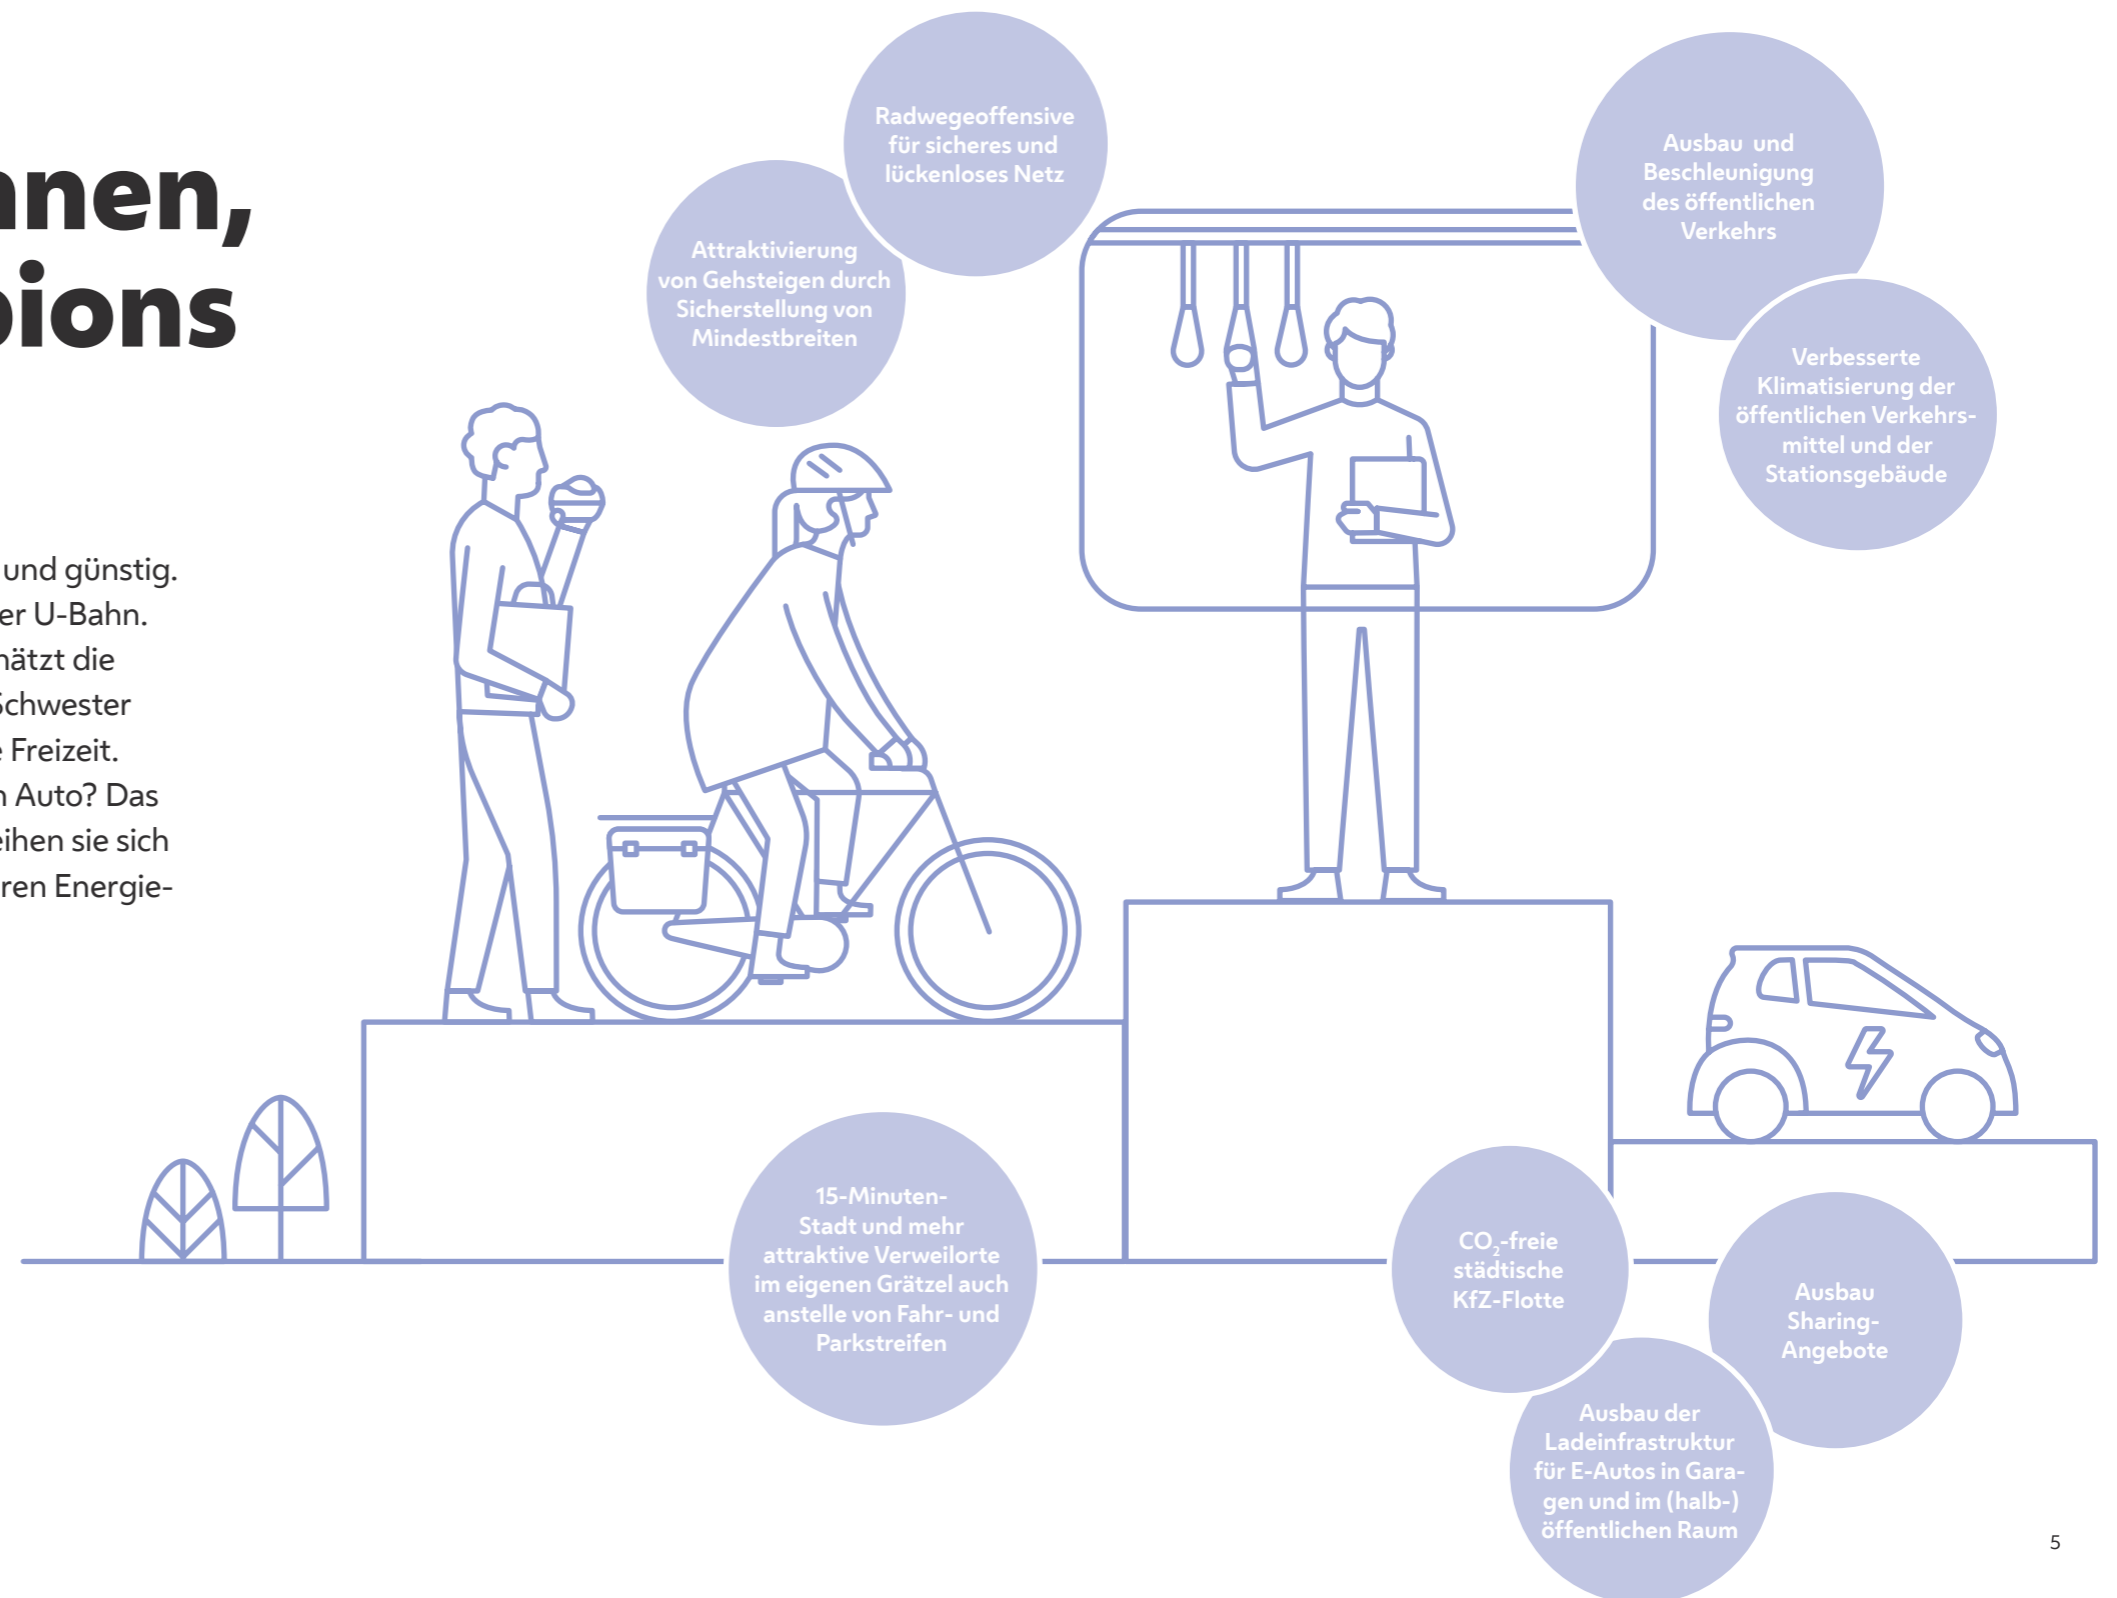 nnen,
pions
und günstig.
er U-Bahn.
hätzt die
Schwester
e Freizeit.
n Auto? Das
eihen sie sich
ren Energie-
Radwegeoffensive
für sicheres und
lückenloses Netz
Attraktivierung
von Gehsteigen durch
Sicherstellung von
Mindestbreiten
Ausbau und
Beschleunigung
des öffentlichen
Verkehrs
Verbesserte
Klimatisierung der
öffentlichen Verkehrs-
mittel und der
Stationsgebäude
15-Minuten-
Stadt und mehr
attraktive Verweilorte
im eigenen Grätzel auch
anstelle von Fahr- und
Parkstreifen
CO₂-freie
städtische
KfZ-Flotte
Ausbau
Sharing-
Angebote
Ausbau der
Ladeinfrastruktur
für E-Autos in Gara-
gen und im (halb-)
öffentlichen Raum
5